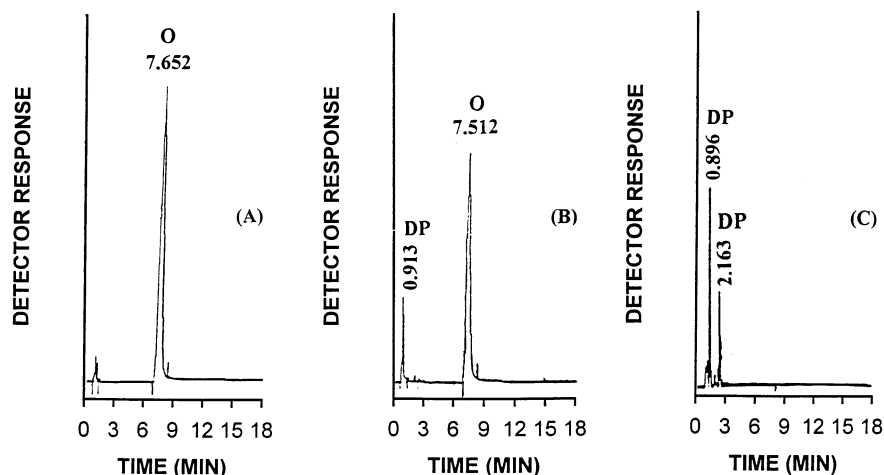 DETECTOR RESPONSE
O
7.652
(A)
0 3 6 9 12 15 18
TIME (MIN)
DETECTOR RESPONSE
DP
0.913
O
7.512
(B)
0 3 6 9 12 15 18
TIME (MIN)
DETECTOR RESPONSE
DP
0.896
DP
2.163
(C)
0 3 6 9 12 15 18
TIME (MIN)